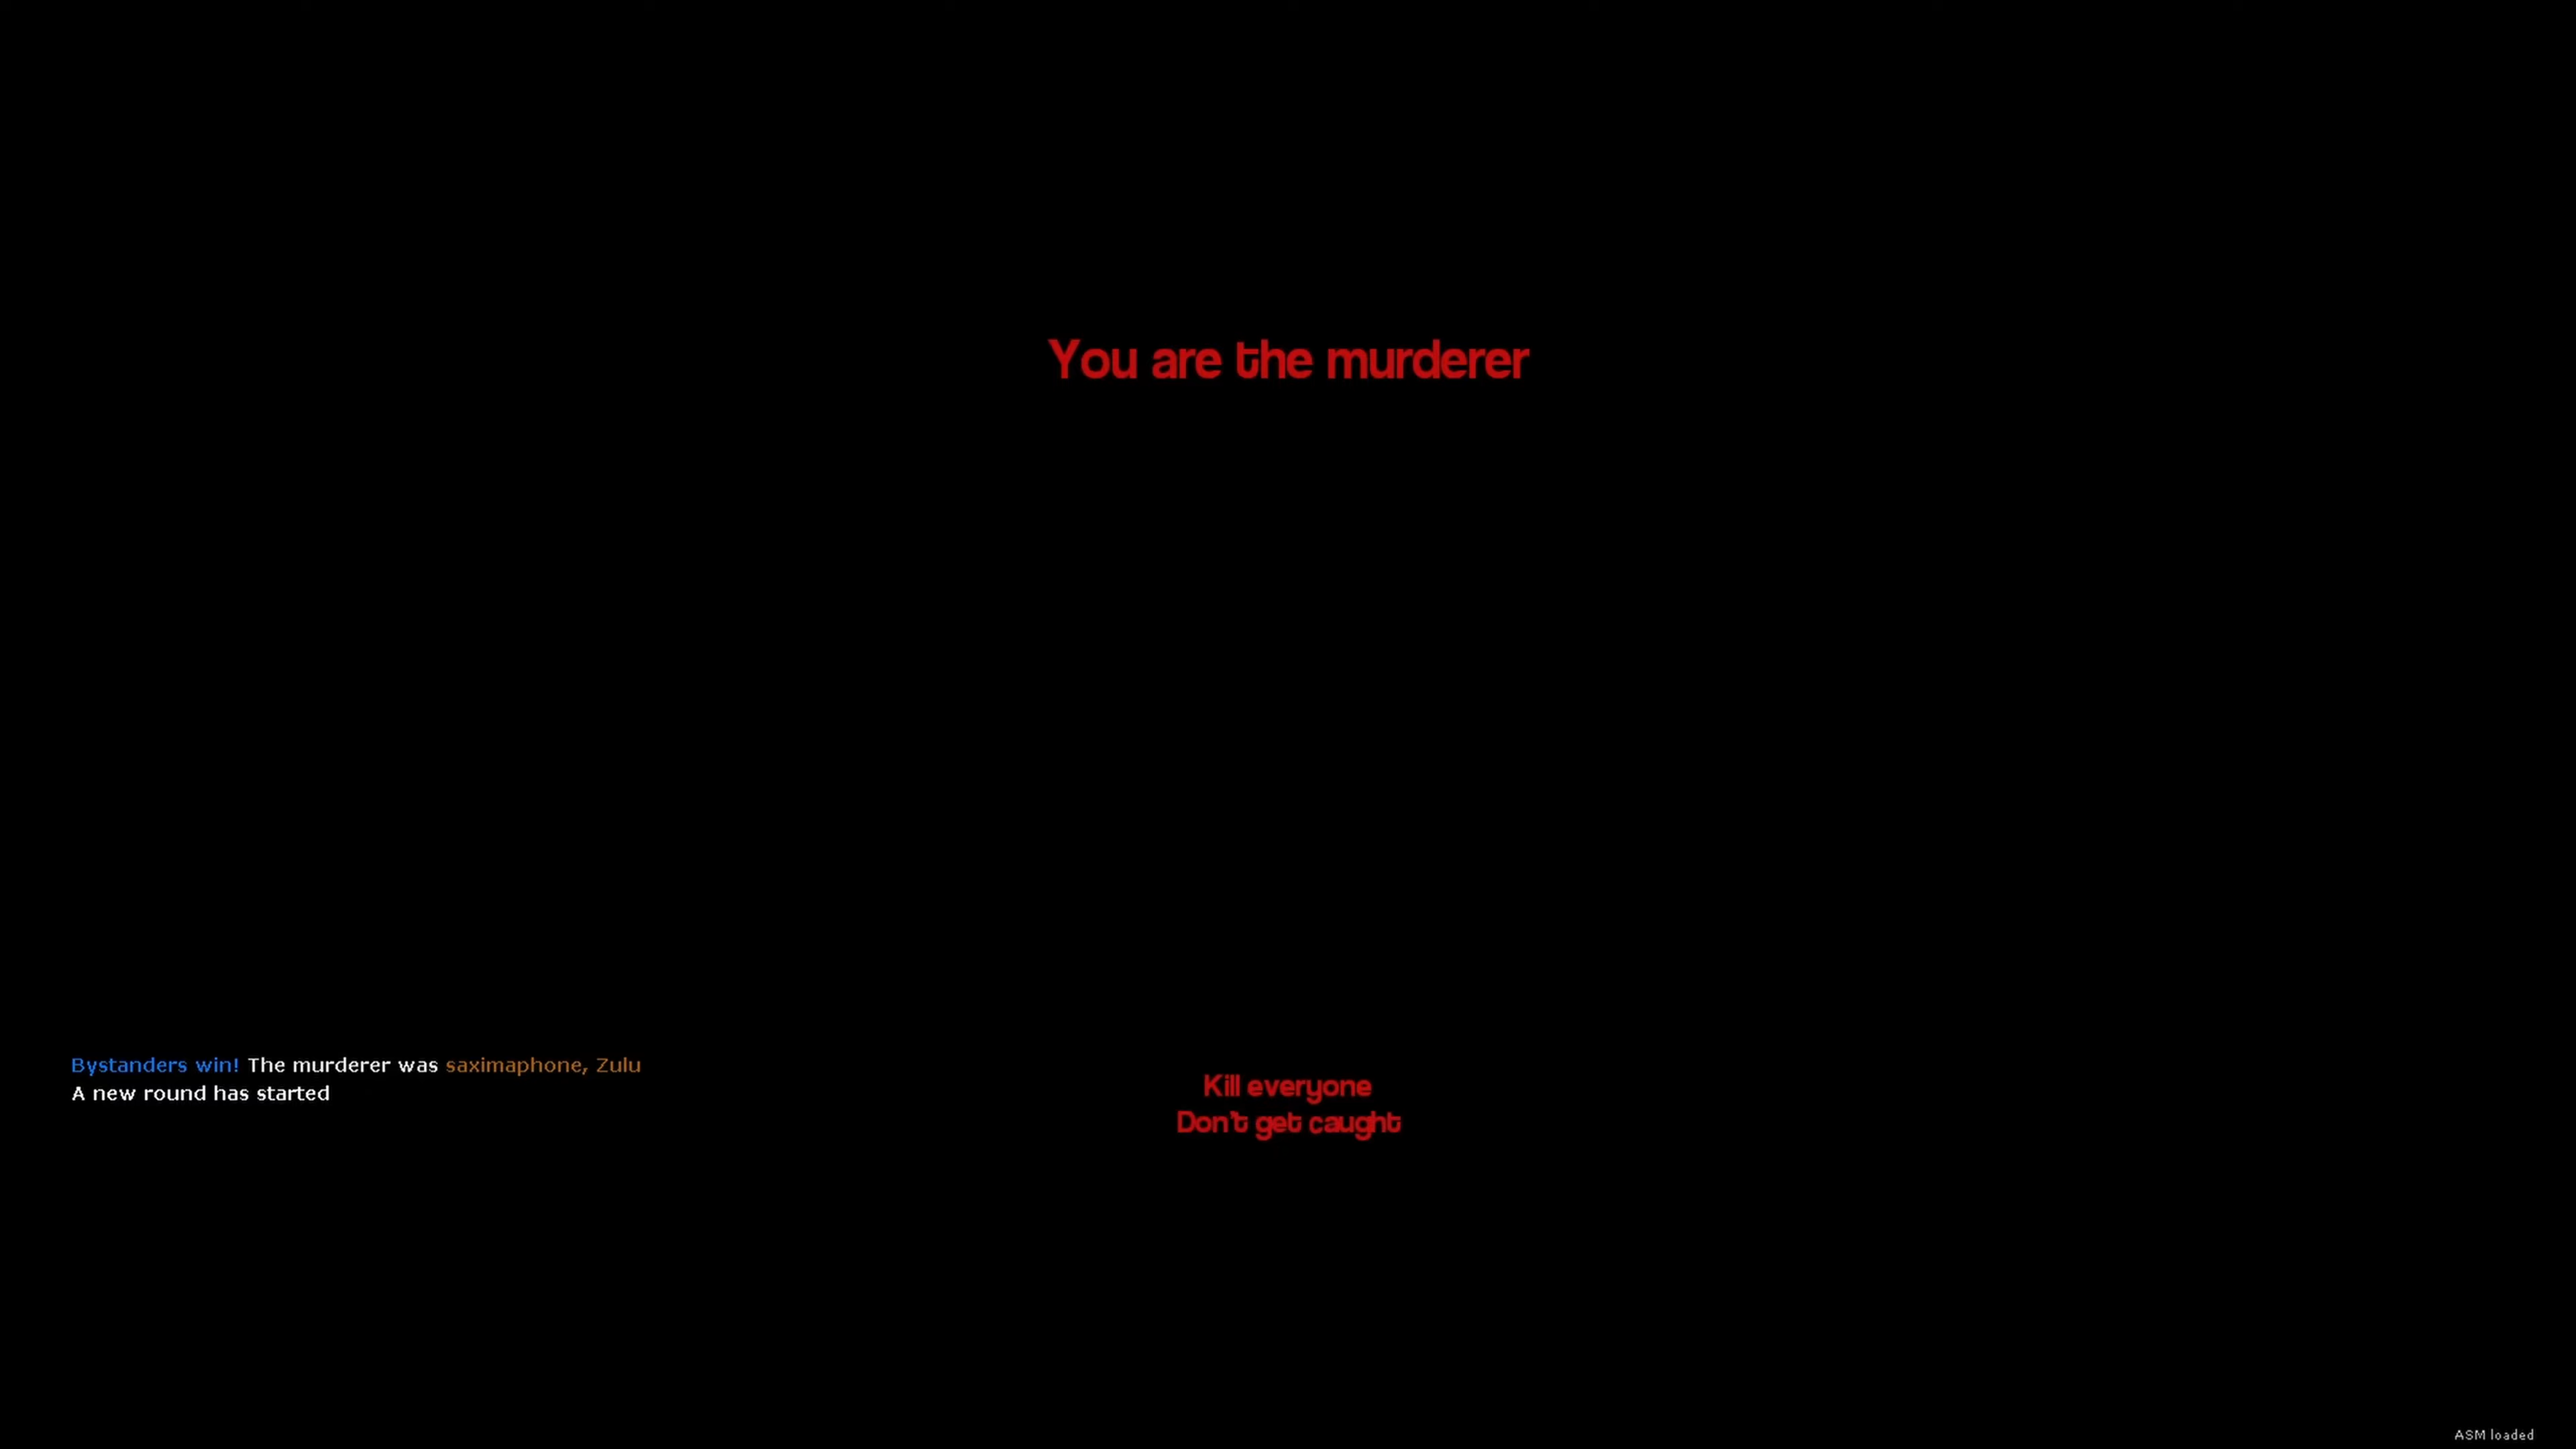 You are the murderer
Bystanders win! The murderer was saximaphone, Zulu
A new round has started
Kill everyone
Don't get caught
ASM loaded